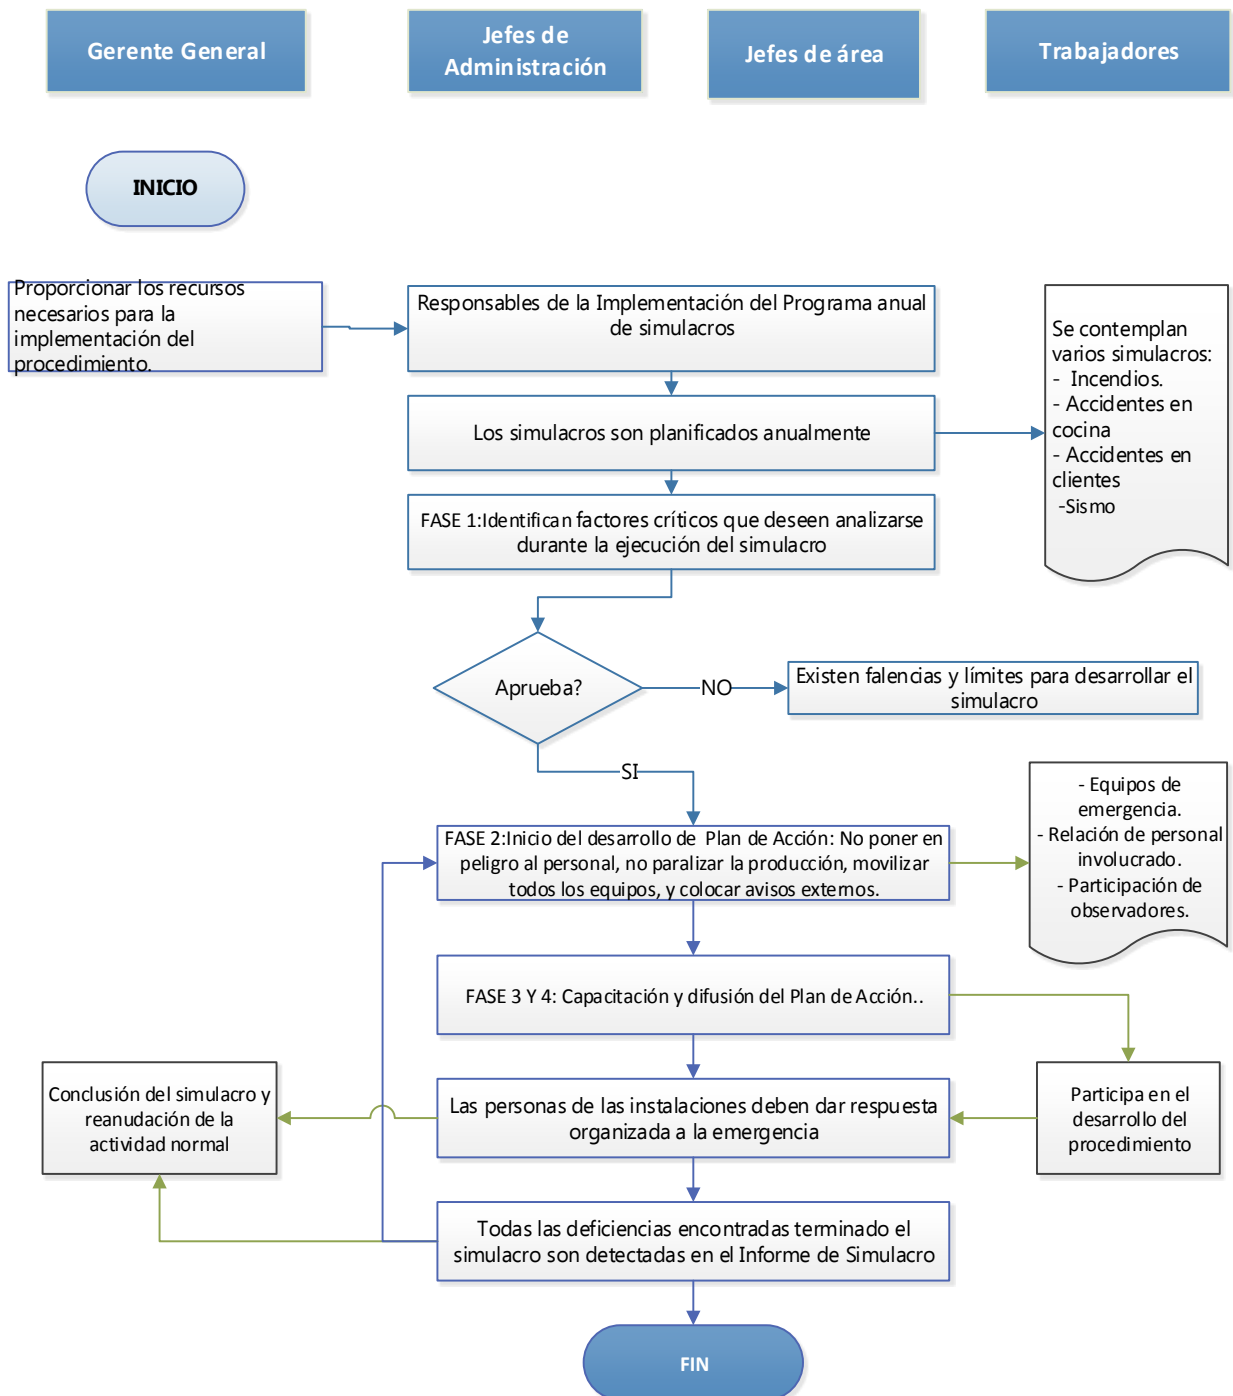 Gerente General
Jefes de
Administración
Jefes de área
Trabajadores
INICIO
Proporcionar los recursos
necesarios para la
implementación del
procedimiento.
Responsables de la Implementación del Programa anual
de simulacros
Se contemplan
varios simulacros:
- Incendios.
- Accidentes en
cocina
- Accidentes en
clientes
-Sismo
Los simulacros son planificados anualmente
FASE 1:Identifican factores críticos que deseen analizarse
durante la ejecución del simulacro
Aprueba?
NO
Existen falencias y límites para desarrollar el
simulacro
SI
FASE 2:Inicio del desarrollo de Plan de Acción: No poner en
peligro al personal, no paralizar la producción, movilizar
todos los equipos, y colocar avisos externos.
- Equipos de
emergencia.
- Relación de personal
involucrado.
- Participación de
observadores.
FASE 3 Y 4: Capacitación y difusión del Plan de Acción..
Conclusión del simulacro y
reanudación de la
actividad normal
Las personas de las instalaciones deben dar respuesta
organizada a la emergencia
Participa en el
desarrollo del
procedimiento
Todas las deficiencias encontradas terminado el
simulacro son detectadas en el Informe de Simulacro
FIN